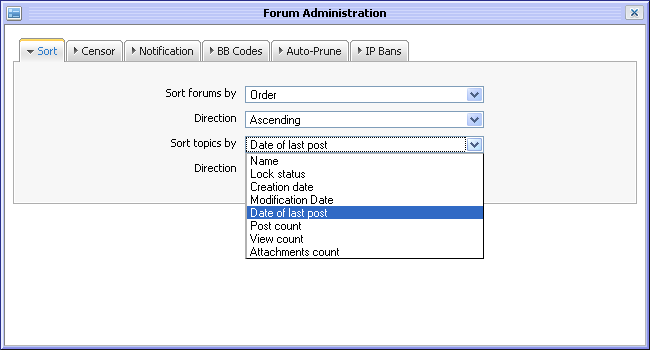 Forum Administration
Sort Censor Notification BB Codes Auto-Prune IP Bans
Sort forums by Order
Direction Ascending
Sort topics by Date of last post
Direction
Name
Lock status
Creation date
Modification Date
Date of last post
Post count
View count
Attachments count